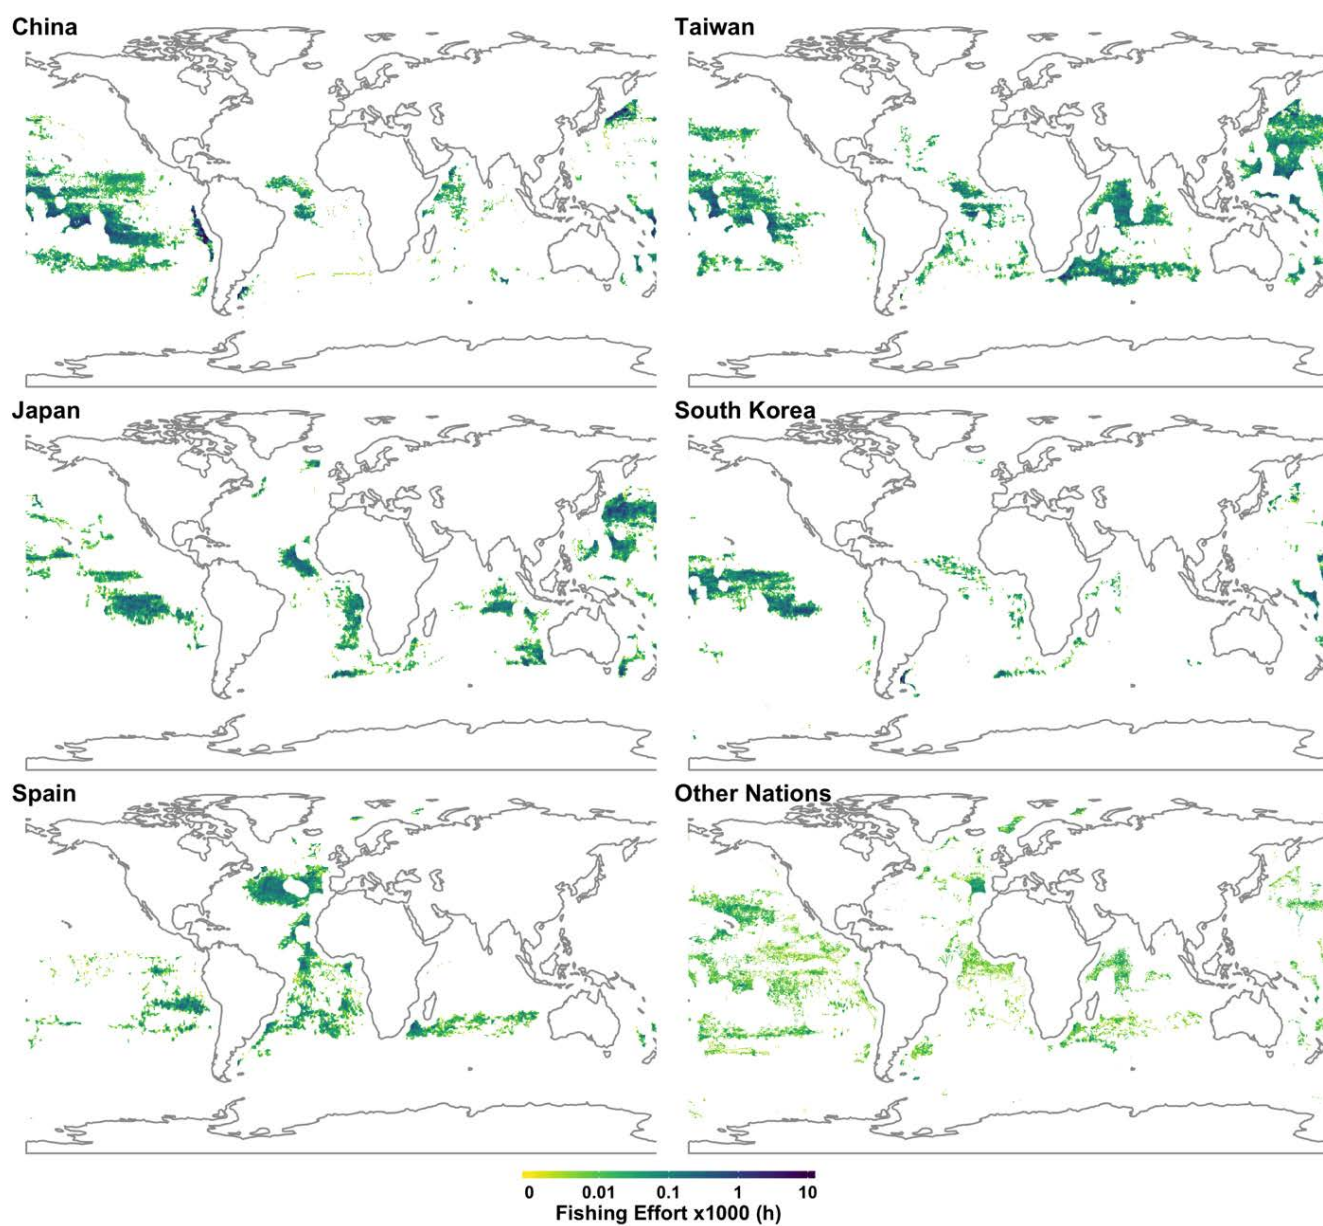 China
Taiwan
Japan
South Korea
Spain
Other Nations
0 0.01 0.1 1 10
Fishing Effort x1000 (h)